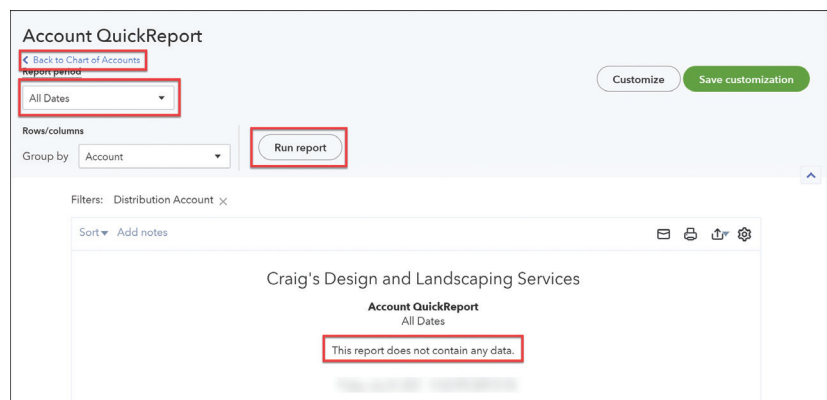 Account QuickReport
Back to Chart of Accounts
Report period
All Dates
Customize
Save customization
Rows/columns
Group by Account
Run report
Filters: Distribution Account
Sort Add notes
Craig's Design and Landscaping Services
Account QuickReport
All Dates
This report does not contain any data.